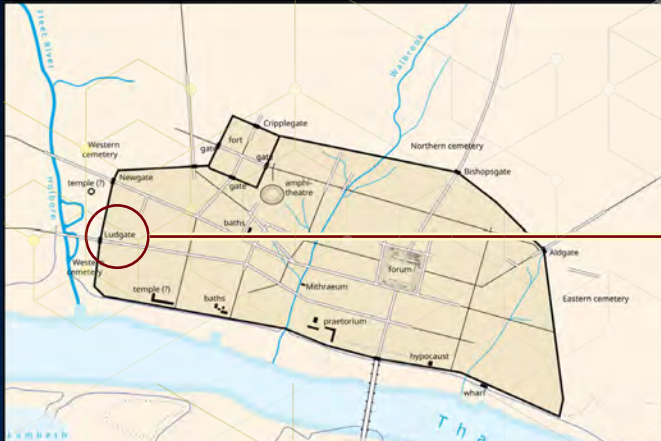 Fleet River
Walbrook
Cripplegate
Western
cemetery
gate
fort
Northern cemetery
gate
Bishopsgate
temple (?)
Newgate
gate
amphi-
theatre
Holborn
baths
Ludgate
Aldgate
Western
cemetery
forum
temple (?)
baths
Mithraeum
Eastern cemetery
praetorium
hypocaust
wharf
Tha